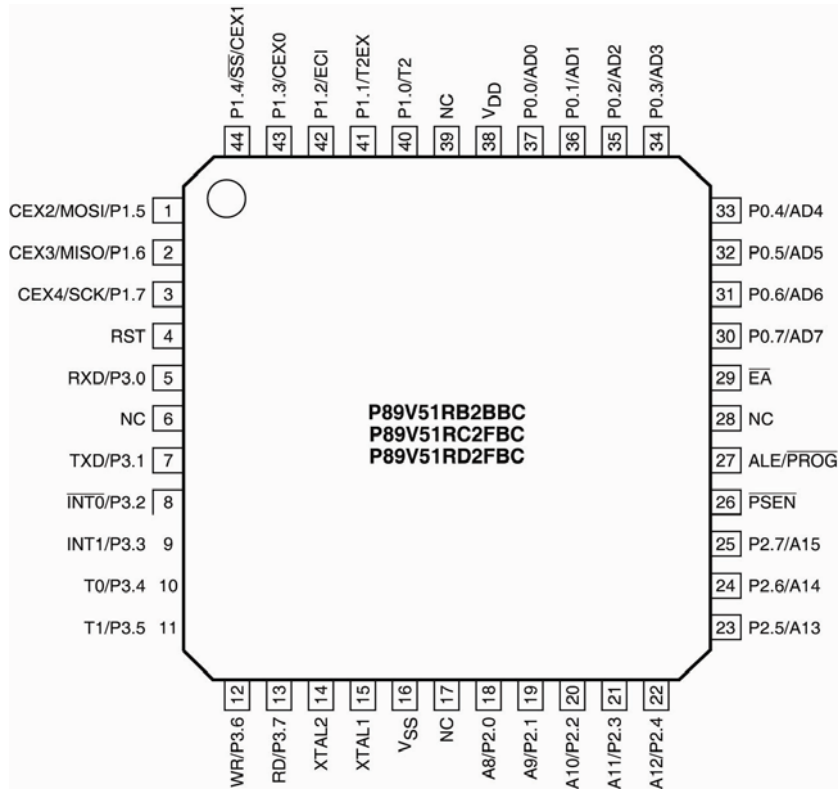 P1.4/S̅S̅/CEX1
P1.3/CEX0
P1.2/ECI
P1.1/T2EX
P1.0/T2
NC
VDD
P0.0/AD0
P0.1/AD1
P0.2/AD2
P0.3/AD3
44 43 42 41 40 39 38 37 36 35 34
CEX2/MOSI/P1.5 1
33 P0.4/AD4
CEX3/MISO/P1.6 2
32 P0.5/AD5
CEX4/SCK/P1.7 3
31 P0.6/AD6
RST 4
30 P0.7/AD7
RXD/P3.0 5
29 E̅A̅
NC 6
28 NC
P89V51RB2BBC
P89V51RC2FBC
P89V51RD2FBC
TXD/P3.1 7
27 ALE/P̅R̅O̅G̅
I̅N̅T̅0̅/P3.2 8
26 P̅S̅E̅N̅
INT1/P3.3 9
25 P2.7/A15
T0/P3.4 10
24 P2.6/A14
T1/P3.5 11
23 P2.5/A13
12 13 14 15 16 17 18 19 20 21 22
WR/P3.6
RD/P3.7
XTAL2
XTAL1
VSS
NC
A8/P2.0
A9/P2.1
A10/P2.2
A11/P2.3
A12/P2.4